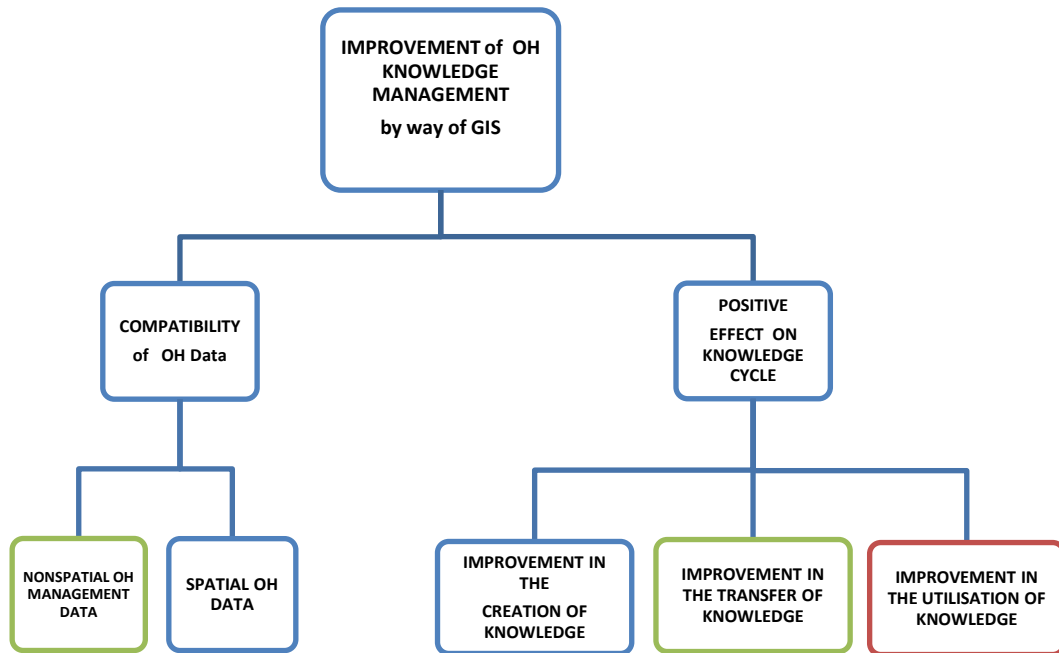 IMPROVEMENT of OH
KNOWLEDGE
MANAGEMENT
by way of GIS
COMPATIBILITY
of OH Data
POSITIVE
EFFECT ON
KNOWLEDGE
CYCLE
NONSPATIAL OH
MANAGEMENT
DATA
SPATIAL OH
DATA
IMPROVEMENT IN
THE
CREATION OF
KNOWLEDGE
IMPROVEMENT IN
THE TRANSFER OF
KNOWLEDGE
IMPROVEMENT IN
THE UTILISATION OF
KNOWLEDGE